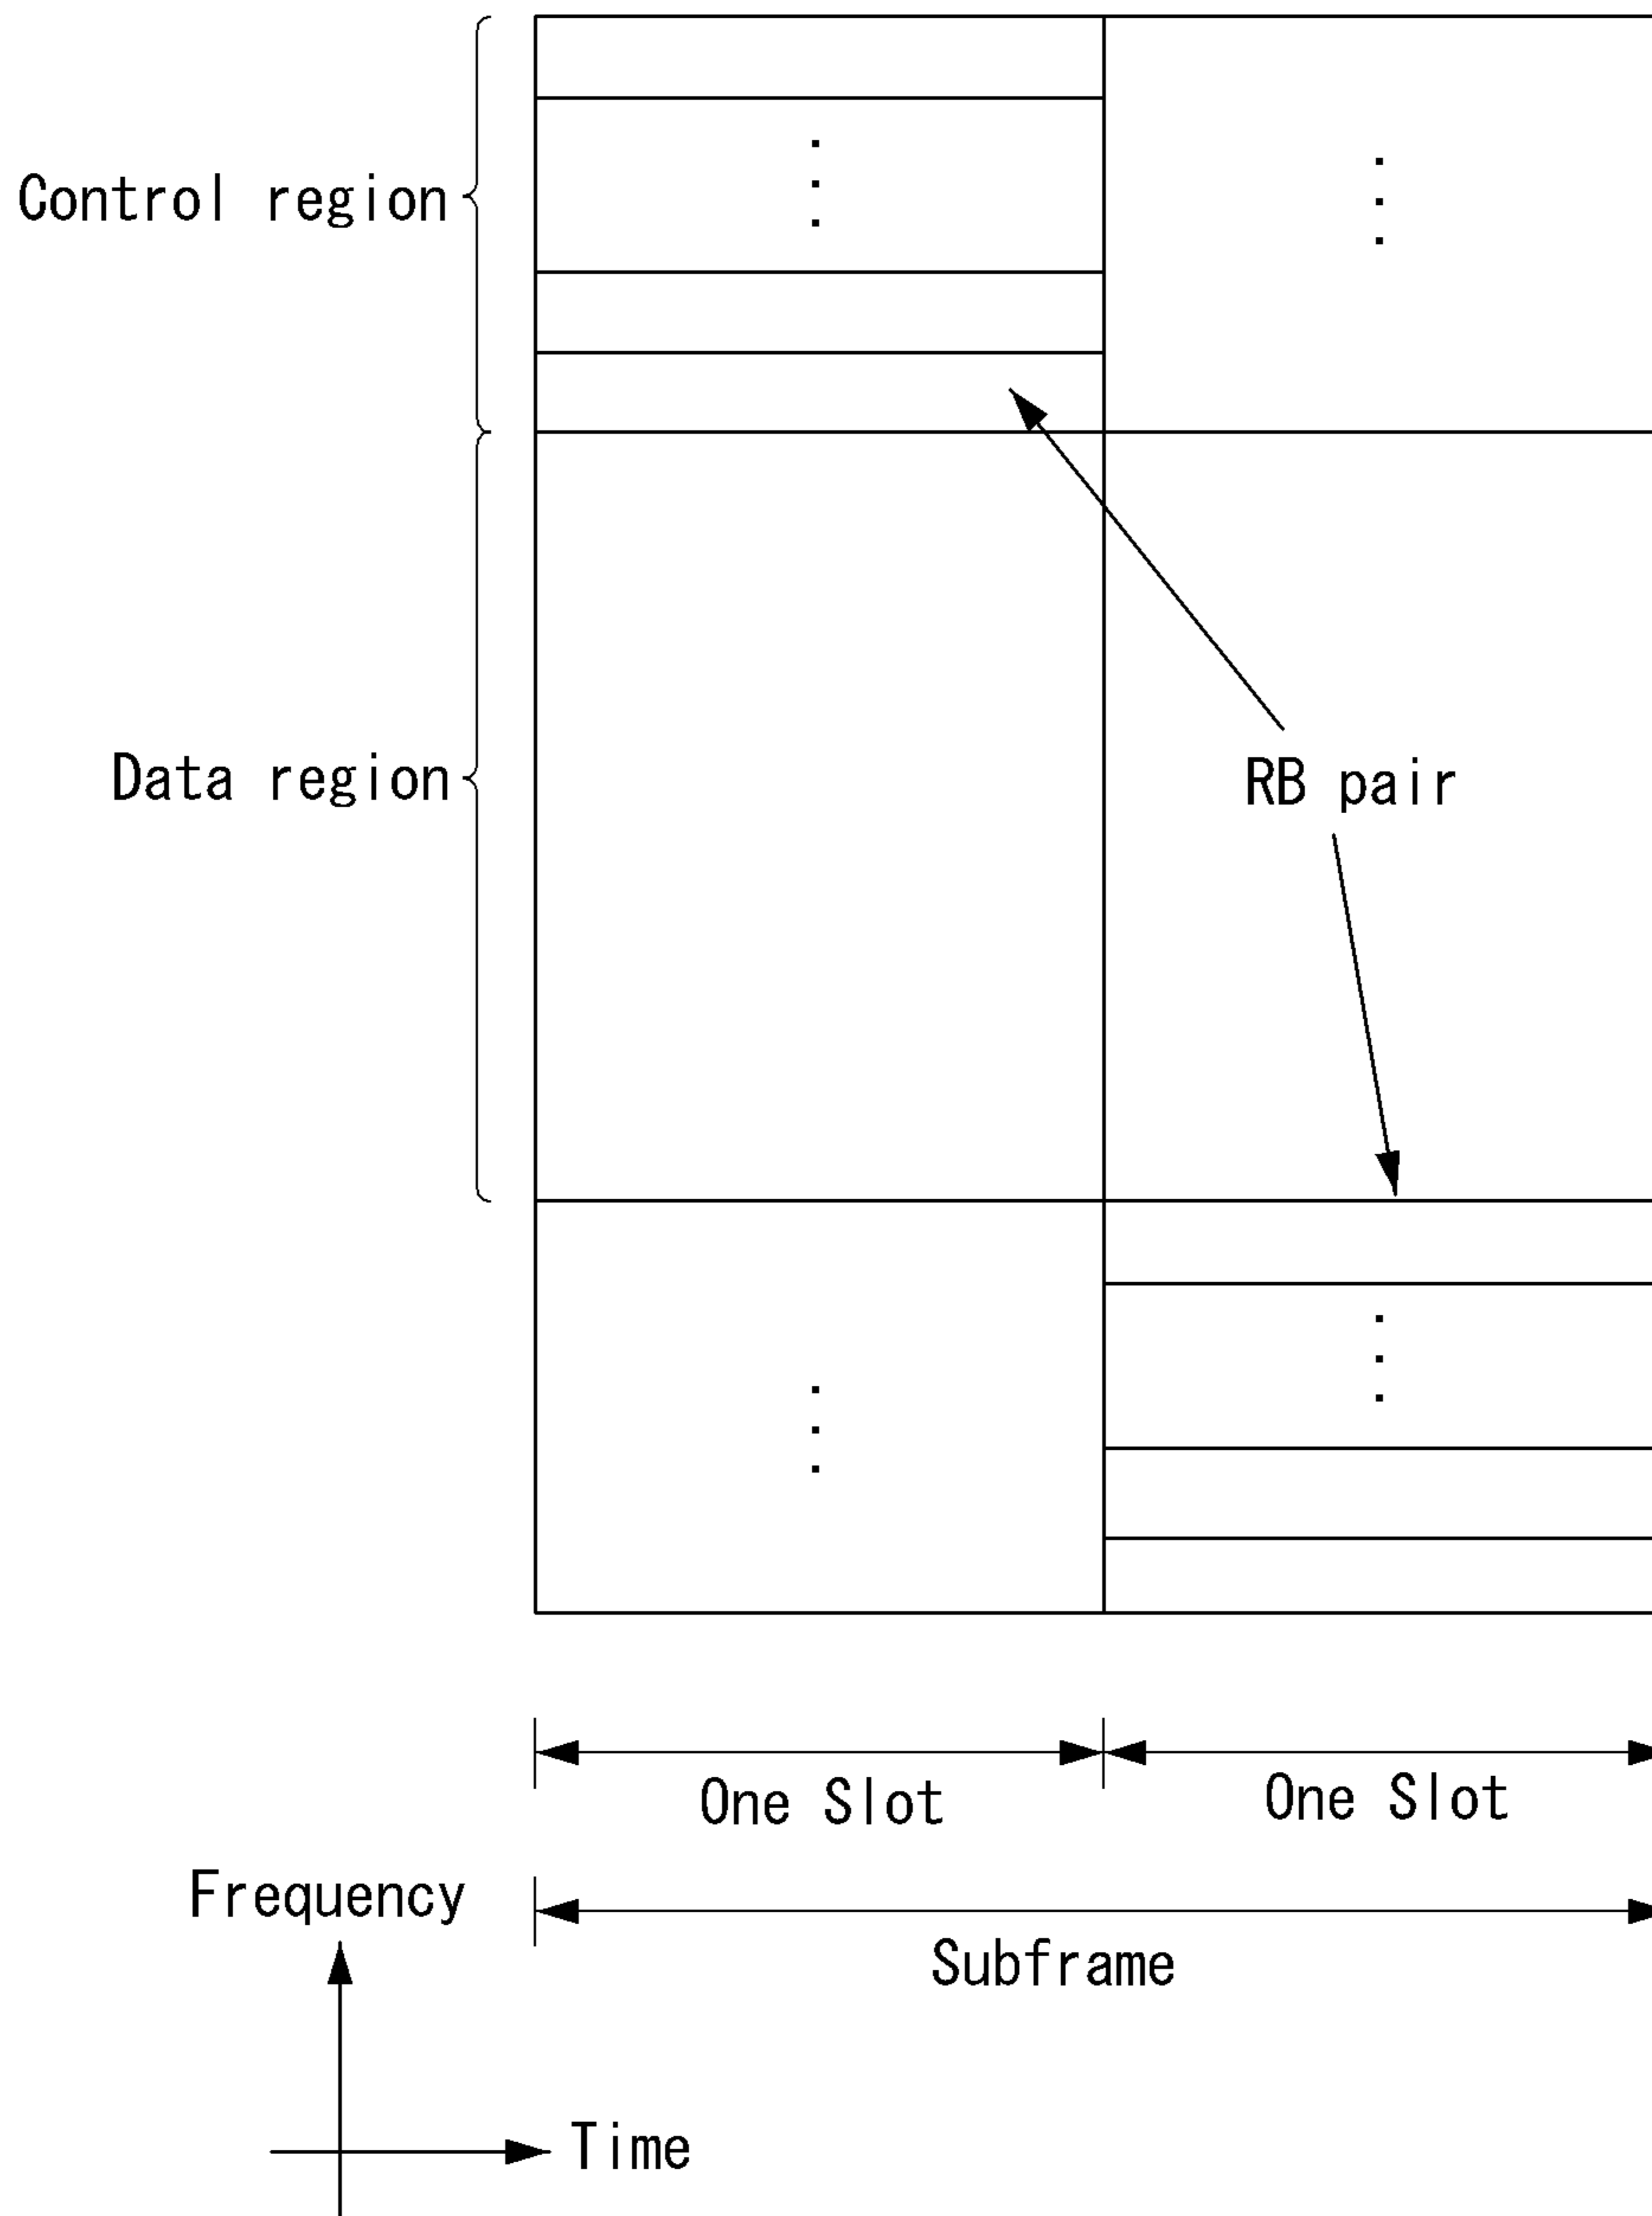 Control region
Data region
RB pair
One Slot
One Slot
Frequency
Subframe
Time